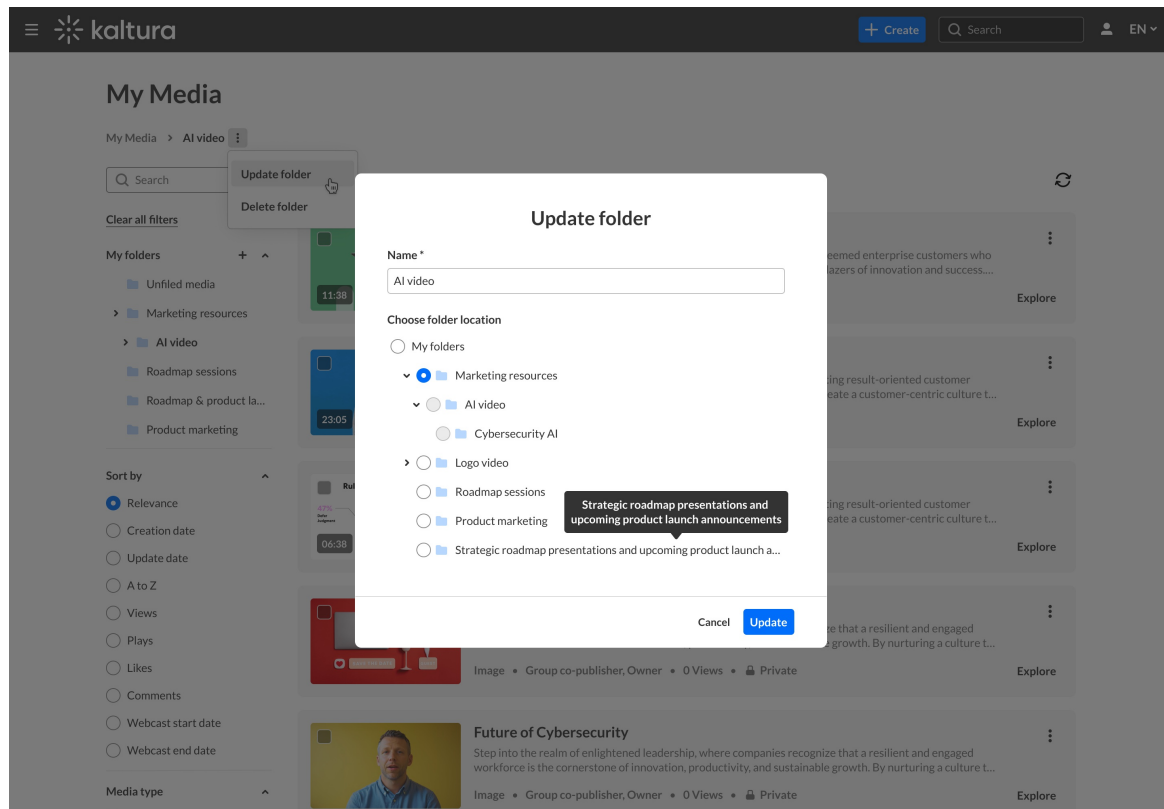 kaltura
+ Create
Search
EN
My Media
My Media > AI video
Search
Update folder
Delete folder
Clear all filters
My folders
Unfiled media
Marketing resources
AI video
Roadmap sessions
Roadmap & product la...
Product marketing
Sort by
Relevance
Creation date
Update date
A to Z
Views
Plays
Likes
Comments
Webcast start date
Webcast end date
Media type
Update folder
Name *
AI video
Choose folder location
My folders
Marketing resources
AI video
Cybersecurity AI
Logo video
Roadmap sessions
Product marketing
Strategic roadmap presentations and
upcoming product launch announcements
Strategic roadmap presentations and upcoming product launch a...
Cancel
Update
11:38
eemed enterprise customers who
lazers of innovation and success....
Explore
23:05
ing result-oriented customer
eate a customer-centric culture t...
Explore
47%
06:38
ing result-oriented customer
eate a customer-centric culture t...
Explore
ze that a resilient and engaged
e growth. By nurturing a culture t...
Image • Group co-publisher, Owner • 0 Views • Private
Explore
Future of Cybersecurity
Step into the realm of enlightened leadership, where companies recognize that a resilient and engaged
workforce is the cornerstone of innovation, productivity, and sustainable growth. By nurturing a culture t...
Image • Group co-publisher, Owner • 0 Views • Private
Explore